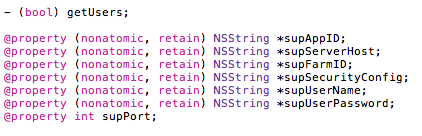 - (bool) getUsers;
@property (nonatomic, retain) NSString *supAppID;
@property (nonatomic, retain) NSString *supServerHost;
@property (nonatomic, retain) NSString *supFarmID;
@property (nonatomic, retain) NSString *supSecurityConfig;
@property (nonatomic, retain) NSString *supUserName;
@property (nonatomic, retain) NSString *supUserPassword;
@property int supPort;